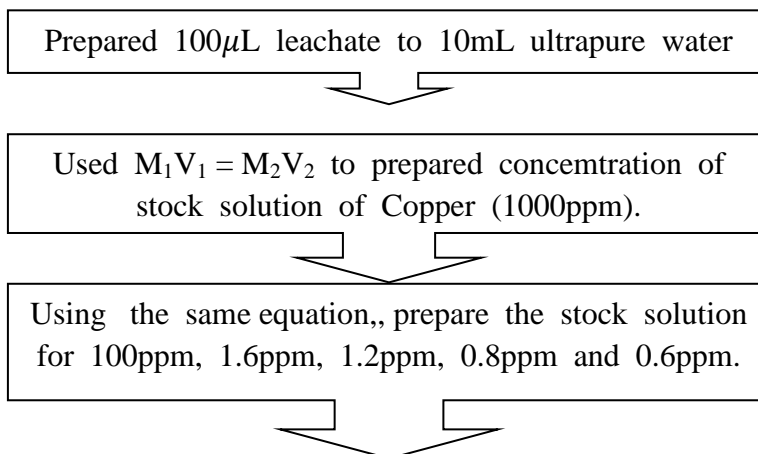 Prepared 100𝜇L leachate to 10mL ultrapure water
Used M₁V₁ = M₂V₂ to prepared concemtration of
stock solution of Copper (1000ppm).
Using the same equation,, prepare the stock solution
for 100ppm, 1.6ppm, 1.2ppm, 0.8ppm and 0.6ppm.